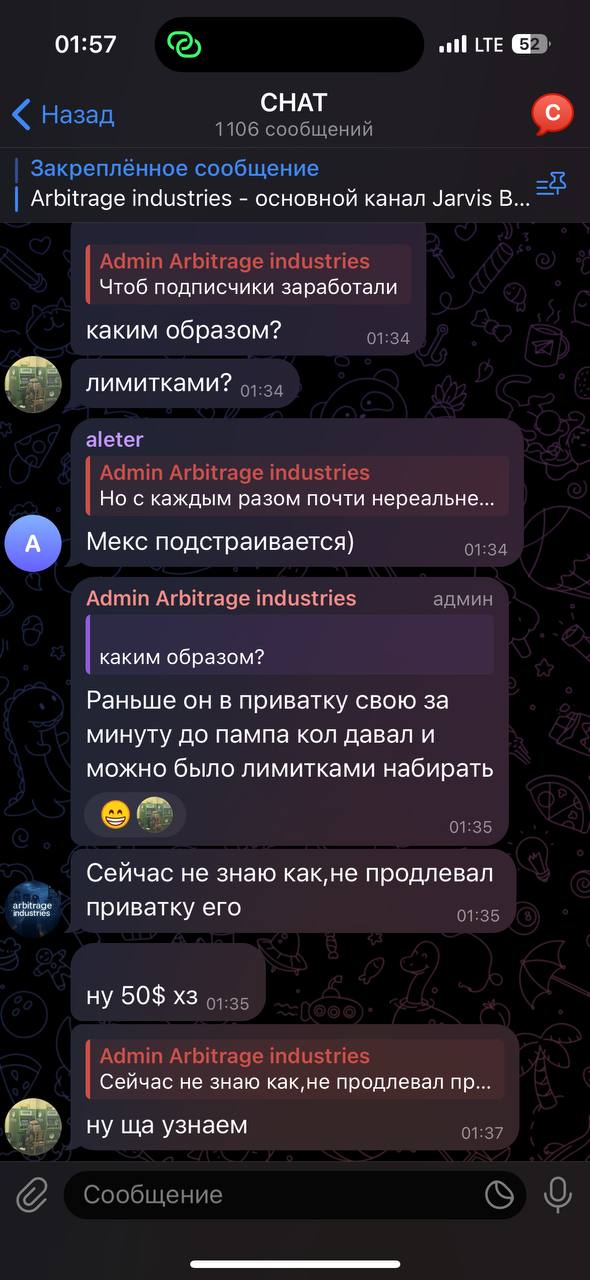 01:57
LTE
52
Назад
CHAT
1 106 сообщений
C
Закреплённое сообщение
Arbitrage industries - основной канал Jarvis B...
Admin Arbitrage industries
Чтоб подписчики заработали
каким образом?
01:34
лимитками?
01:34
aleter
Admin Arbitrage industries
Но с каждым разом почти нереальне...
A
Мекс подстраивается)
01:34
Admin Arbitrage industries
админ
каким образом?
Раньше он в приватку свою за
минуту до пампа кол давал и
можно было лимитками набирать
01:35
Сейчас не знаю как,не продлевал
приватку его
01:35
arbitrage
industries
ну 50$ хз
01:35
Admin Arbitrage industries
Сейчас не знаю как,не продлевал пр...
ну ща узнаем
01:37
Сообщение